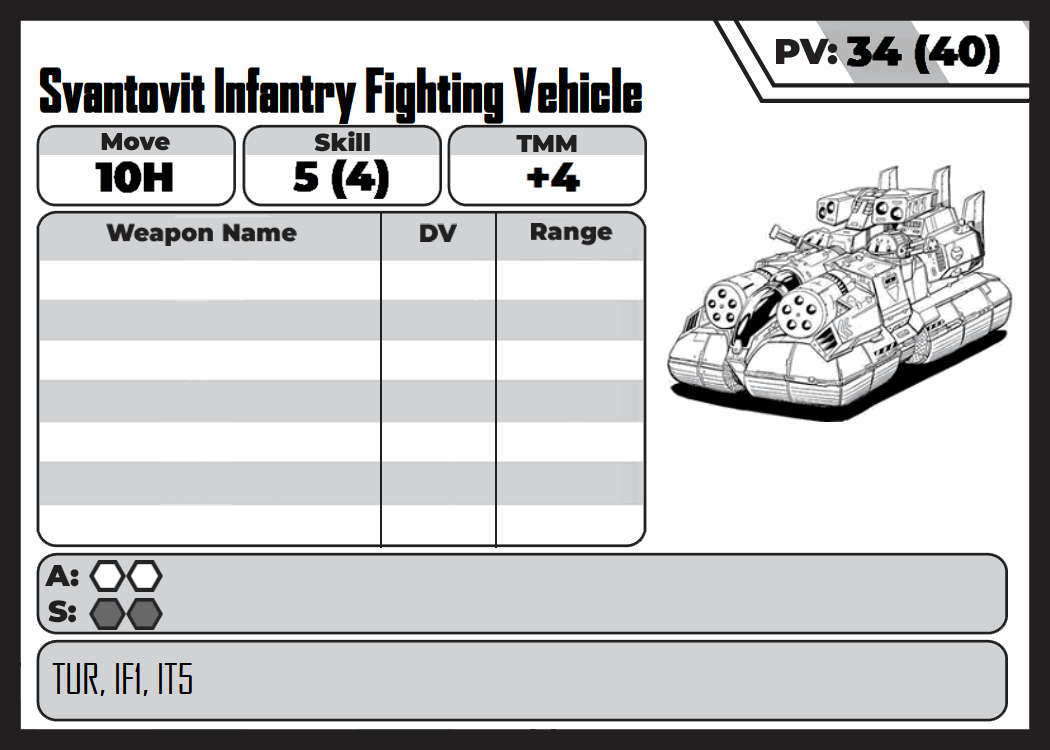 PV: 34 (40)
Svantovit Infantry Fighting Vehicle
Move Skill TMM
10H 5 (4) +4
Weapon Name DV Range
A:
S:
TUR, IF1, IT5